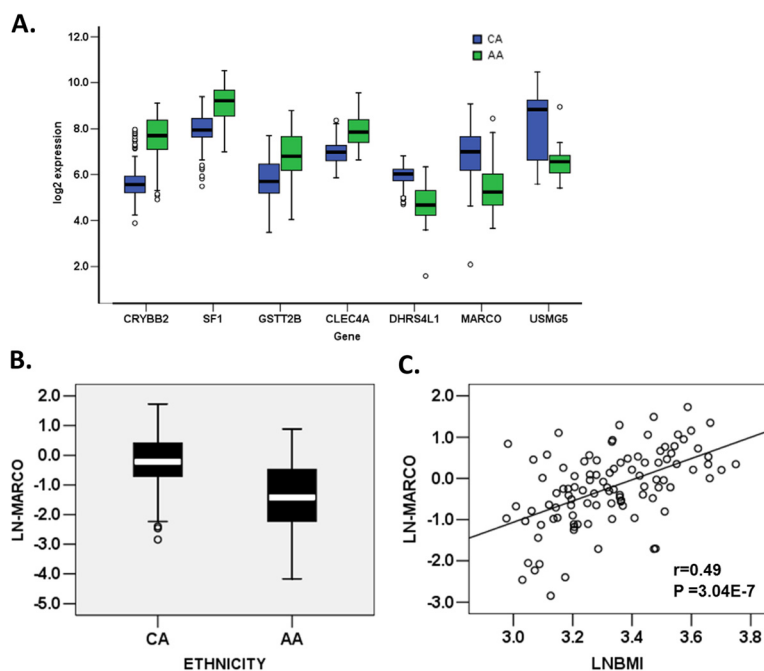 A.
CA
AA
12.0
10.0
8.0
6.0
4.0
2.0
log2 expression
CRYBB2 SF1 GSTT2B CLEC4A DHRS4L1 MARCO USMG5
Gene
B.
2.0
1.0
0.0
-1.0
-2.0
-3.0
-4.0
-5.0
LN-MARCO
CA AA
ETHNICITY
C.
2.0
1.0
0.0
-1.0
-2.0
-3.0
LN-MARCO
r=0.49
P =3.04E-7
3.0 3.2 3.4 3.6 3.8
LNBMI